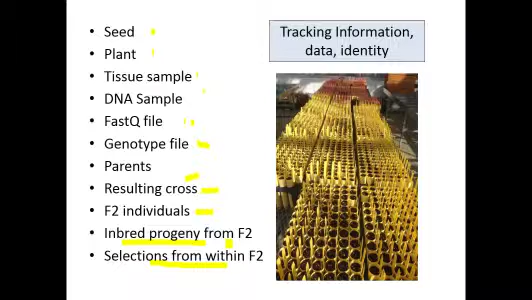 • Seed
• Plant
• Tissue sample
• DNA Sample
• FastQ file
• Genotype file
• Parents
• Resulting cross
• F2 individuals
• Inbred progeny from F2
• Selections from within F2
Tracking Information,
data, identity